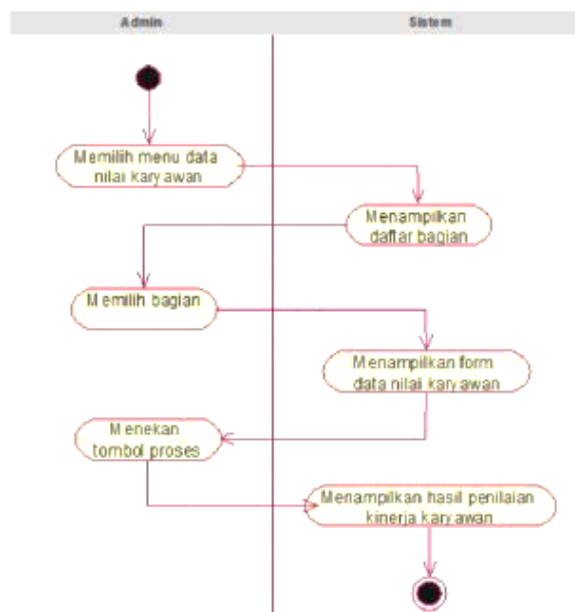 Admin
Sistem
Memilih menu data
nilai karyawan
Menampilkan
daftar bagian
Memilih bagian
Menampilkan form
data nilai karyawan
Menekan
tombol proses
Menampilkan hasil penilaian
kinerja karyawan